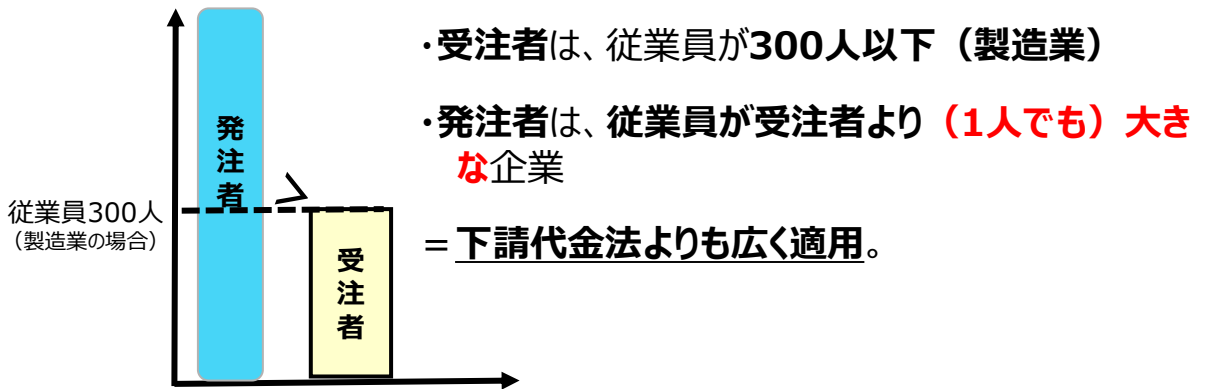 ・受注者は、従業員が300人以下（製造業）
・発注者は、従業員が受注者より（1人でも）大き
な企業
＝下請代金法よりも広く適用。
発注者
＞
従業員300人
（製造業の場合）
受注者